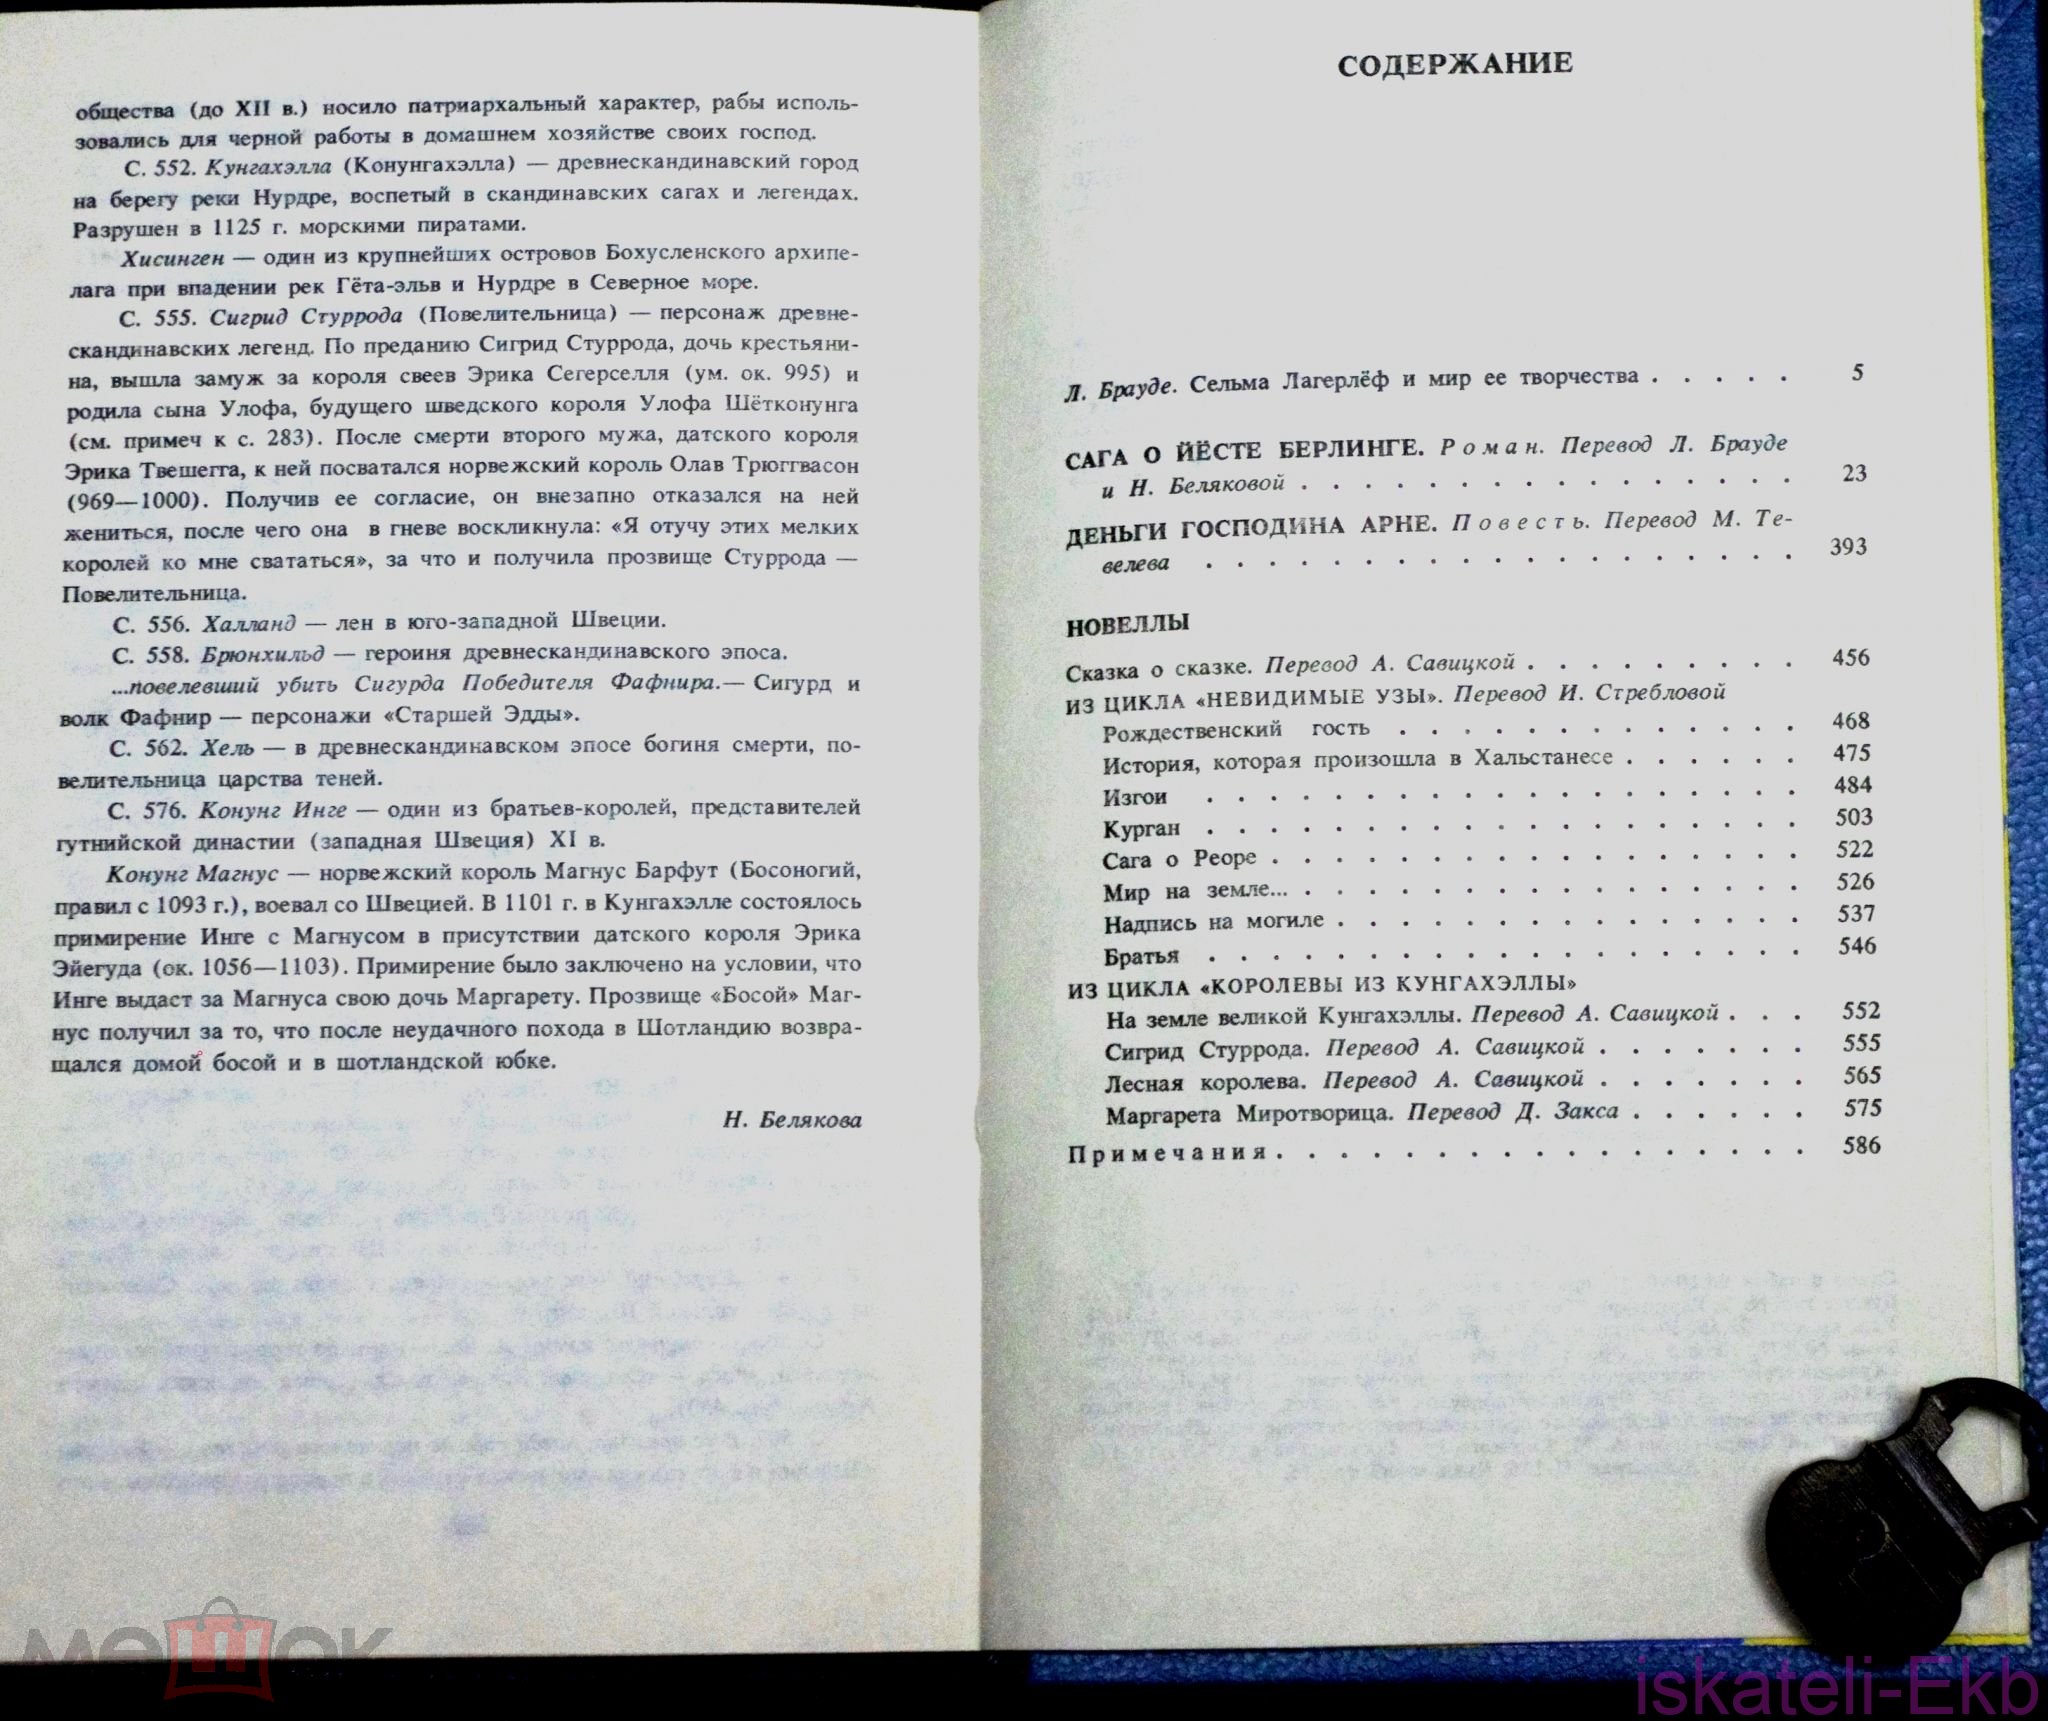 общества (до XII в.) носило патриархальный характер, рабы исполь-
зовались для черной работы в домашнем хозяйстве своих господ.
С. 552. Кунгахэлла (Конунгахэлла) — древнескандинавский город
на берегу реки Нурдре, воспетый в скандинавских сагах и легендах.
Разрушен в 1125 г. морскими пиратами.
Хисинген — один из крупнейших островов Бохусленского архипе-
лага при впадении рек Гёта-эльв и Нурдре в Северное море.
С. 555. Сигрид Стуррода (Повелительница) — персонаж древне-
скандинавских легенд. По преданию Сигрид Стуррода, дочь крестьяни-
на, вышла замуж за короля свеев Эрика Сегерселля (ум. ок. 995) и
родила сына Улофа, будущего шведского короля Улофа Шётконунга
(см. примеч к с. 283). После смерти второго мужа, датского короля
Эрика Твешегга, к ней посватался норвежский король Олав Трюггвасон
(969—1000). Получив ее согласие, он внезапно отказался на ней
жениться, после чего она в гневе воскликнула: «Я отучу этих мелких
королей ко мне свататься», за что и получила прозвище Стуррода —
Повелительница.
С. 556. Халланд — лен в юго-западной Швеции.
С. 558. Брюнхильд — героиня древнескандинавского эпоса.
...повелевший убить Сигурда Победителя Фафнира.— Сигурд и
волк Фафнир — персонажи «Старшей Эдды».
С. 562. Хель — в древнескандинавском эпосе богиня смерти, по-
велительница царства теней.
С. 576. Конунг Инге — один из братьев-королей, представителей
гутнийской династии (западная Швеция) XI в.
Конунг Магнус — норвежский король Магнус Барфут (Босоногий,
правил с 1093 г.), воевал со Швецией. В 1101 г. в Кунгахэлле состоялось
примирение Инге с Магнусом в присутствии датского короля Эрика
Эйегуда (ок. 1056—1103). Примирение было заключено на условии, что
Инге выдаст за Магнуса свою дочь Маргарету. Прозвище «Босой» Маг-
нус получил за то, что после неудачного похода в Шотландию возвра-
щался домой босой и в шотландской юбке.
Н. Белякова
СОДЕРЖАНИЕ
Л. Брауде. Сельма Лагерлёф и мир ее творчества . . . . . 5
САГА О ЙЁСТЕ БЕРЛИНГЕ. Роман. Перевод Л. Брауде
и Н. Беляковой . . . . . . . . . . . . . . . . 23
ДЕНЬГИ ГОСПОДИНА АРНЕ. Повесть. Перевод М. Те-
велева . . . . . . . . . . . . . . . . . . . 393
НОВЕЛЛЫ
Сказка о сказке. Перевод А. Савицкой . . . . . . . . . 456
ИЗ ЦИКЛА «НЕВИДИМЫЕ УЗЫ». Перевод И. Стребловой
Рождественский гость . . . . . . . . . . . . . 468
История, которая произошла в Хальстанесе . . . . . . 475
Изгои . . . . . . . . . . . . . . . . . . . 484
Курган . . . . . . . . . . . . . . . . . . . 503
Сага о Реоре . . . . . . . . . . . . . . . . . 522
Мир на земле... . . . . . . . . . . . . . . . . 526
Надпись на могиле . . . . . . . . . . . . . . . 537
Братья . . . . . . . . . . . . . . . . . . . 546
ИЗ ЦИКЛА «КОРОЛЕВЫ ИЗ КУНГАХЭЛЛЫ»
На земле великой Кунгахэллы. Перевод А. Савицкой . . . 552
Сигрид Стуррода. Перевод А. Савицкой . . . . . . . 555
Лесная королева. Перевод А. Савицкой . . . . . . . 565
Маргарета Миротворица. Перевод Д. Закса . . . . . . 575
Примечания . . . . . . . . . . . . . . . . . 586
мешок
iskateli-Ekb